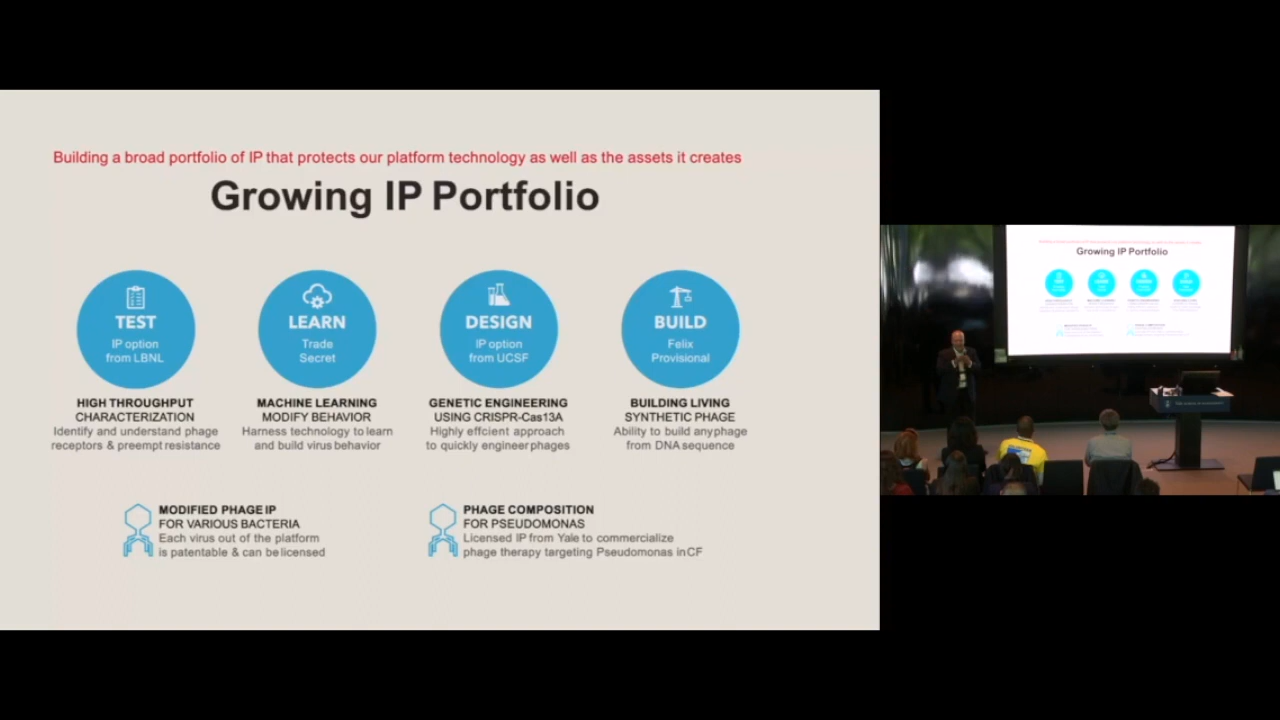 Building a broad portfolio of IP that protects our platform technology as well as the assets it creates
Growing IP Portfolio
TEST
IP option
from LBNL
HIGH THROUGHPUT
CHARACTERIZATION
Identify and understand phage
receptors & preempt resistance
LEARN
Trade
Secret
MACHINE LEARNING
MODIFY BEHAVIOR
Harness technology to learn
and build virus behavior
DESIGN
IP option
from UCSF
GENETIC ENGINEERING
USING CRISPR-Cas13A
Highly effcient approach
to quickly engineer phages
BUILD
Felix
Provisional
BUILDING LIVING
SYNTHETIC PHAGE
Ability to build any phage
from DNA sequence
MODIFIED PHAGE IP
FOR VARIOUS BACTERIA
Each virus out of the platform
is patentable & can be licensed
PHAGE COMPOSITION
FOR PSEUDOMONAS
Licensed IP from Yale to commercialize
phage therapy targeting Pseudomonas in CF
Growing IP Portfolio